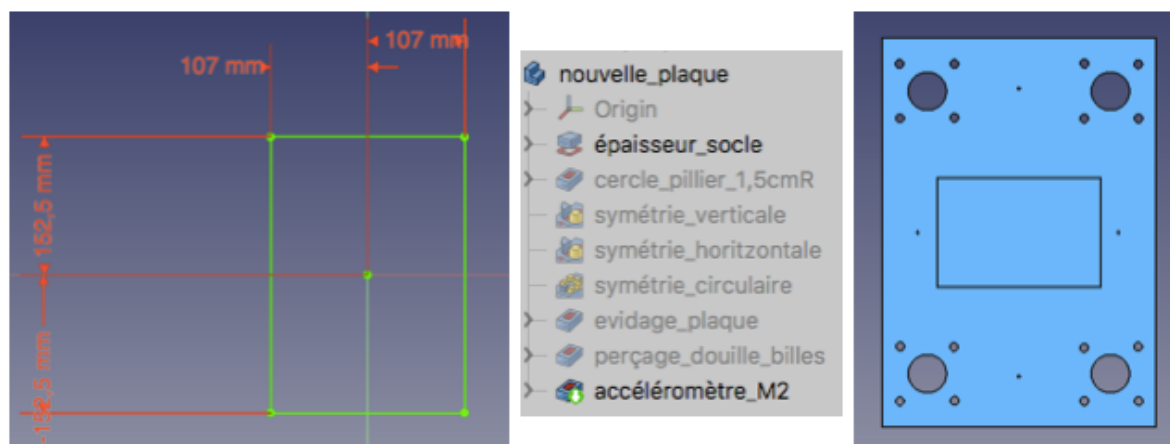 107 mm
107 mm
152,5 mm
-152,5 mm
nouvelle_plaque
Origin
épaisseur_socle
cercle_pillier_1,5cmR
symétrie_verticale
symétrie_horitzontale
symétrie_circulaire
evidage_plaque
perçage_douille_billes
accéléromètre_M2